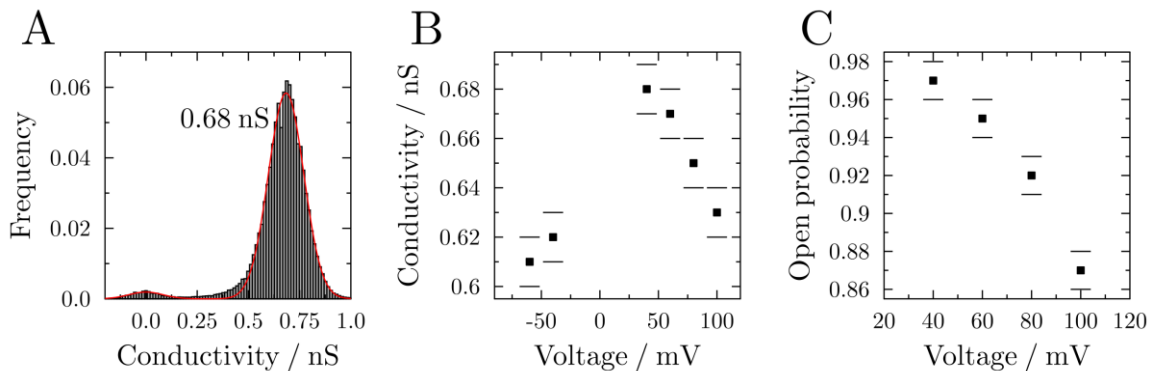 A
Frequency
0.06
0.04
0.02
0.0
0.68 nS
0.0 0.25 0.5 0.75 1.0
Conductivity / nS
B
Conductivity / nS
0.68
0.66
0.64
0.62
0.6
-50 0 50 100
Voltage / mV
C
Open probability
0.98
0.96
0.94
0.92
0.9
0.88
0.86
20 40 60 80 100 120
Voltage / mV